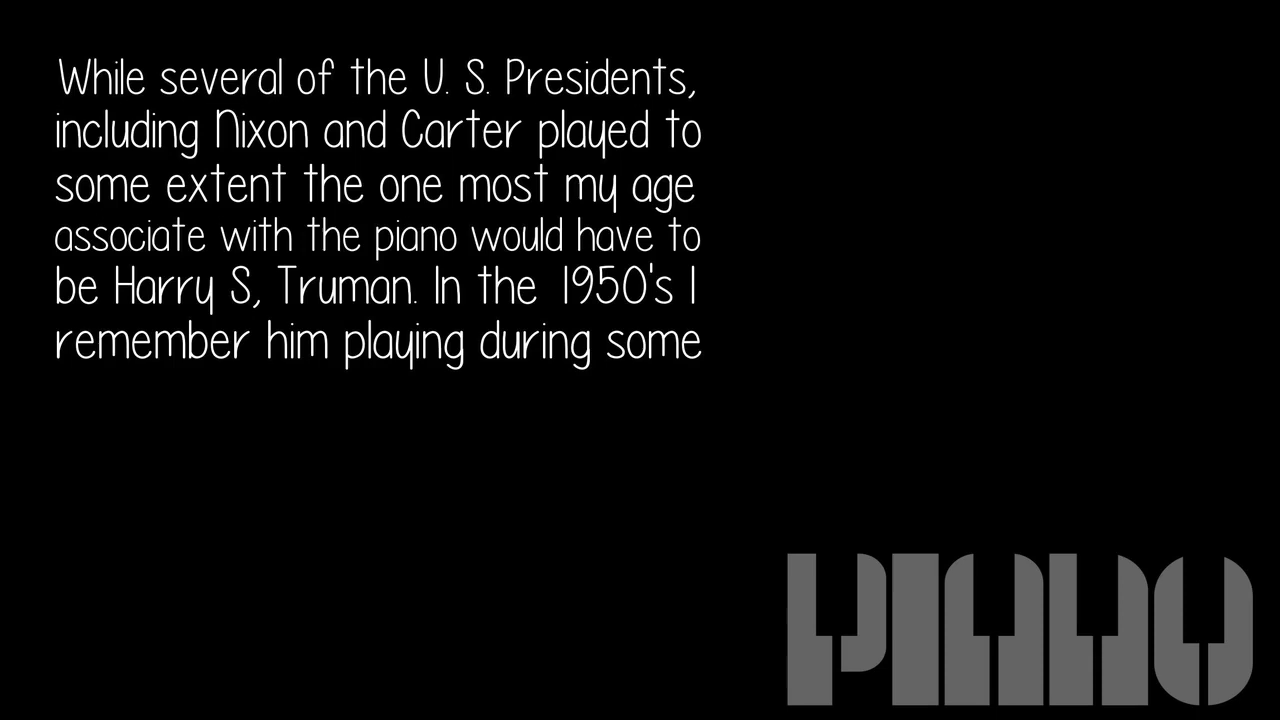 While several of the U. S. Presidents,
including Nixon and Carter played to
some extent the one most my age
associate with the piano would have to
be Harry S, Truman. In the 1950's I
remember him playing during some
PIANO